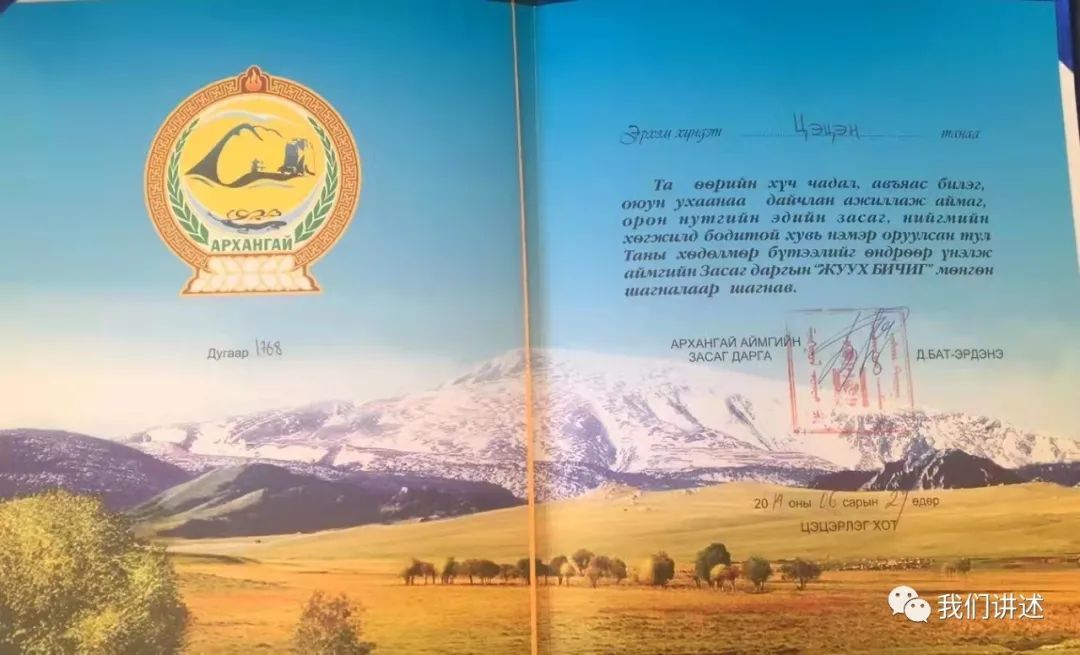 АРХАНГАЙ
Дугаар 1768
Эрхэм хүндэт Цэцэн танаа
Та өөрийн хүч чадал, авъяас билэг,
оюун ухаанаа дайчлан ажиллаж аймаг,
орон нутгийн эдийн засаг, нийгмийн
хөгжилд бодитой хувь нэмэр оруулсан тул
Таны хөдөлмөр бүтээлийг өндрөөр үнэлж
аймгийн Засаг даргын "ЖУУХ БИЧИГ" мөнгөн
шагналаар шагнав.
АРХАНГАЙ АЙМГИЙН
ЗАСАГ ДАРГА
Д.БАТ-ЭРДЭНЭ
2019 оны 06 сарын 29 өдөр
ЦЭЦЭРЛЭГ ХОТ
我们讲述